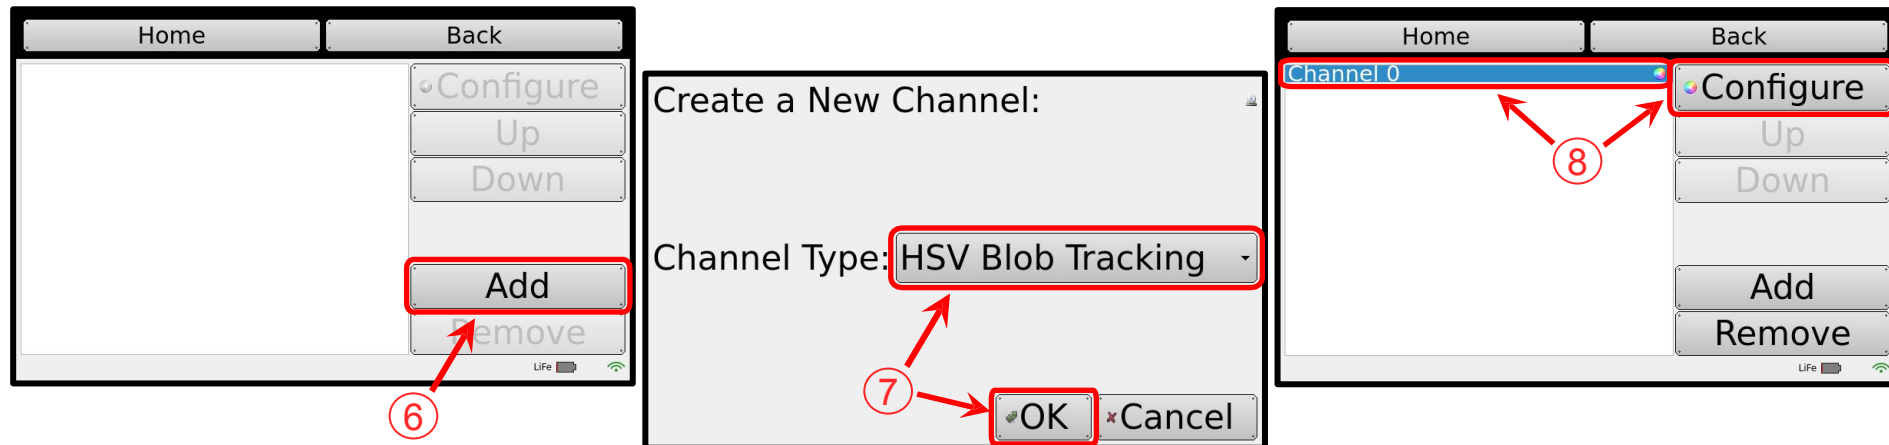 Home Back
Configure
Up
Down
Add
Remove
LiFe
6
Create a New Channel:
Channel Type: HSV Blob Tracking
7
OK Cancel
Home Back
Channel 0
Configure
8
Up
Down
Add
Remove
LiFe